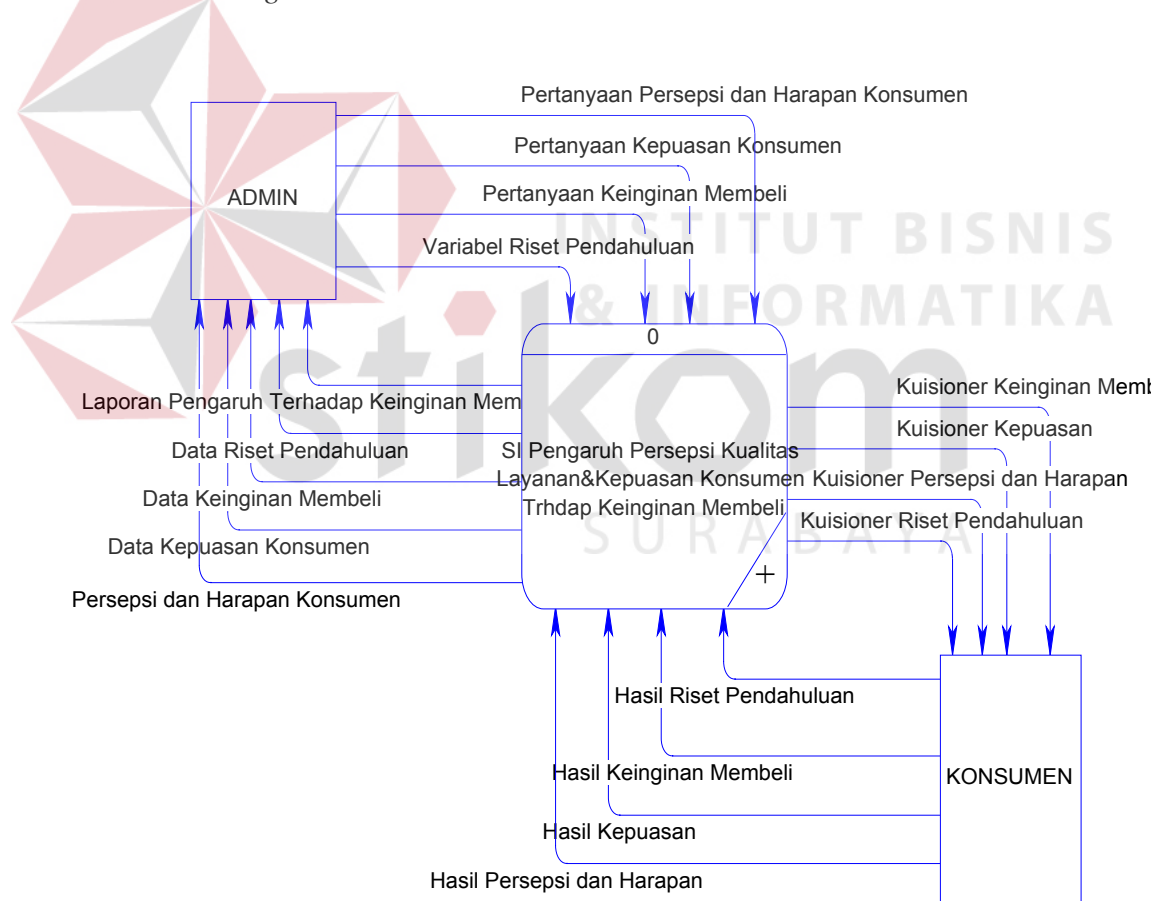 Pertanyaan Persepsi dan Harapan Konsumen
Pertanyaan Kepuasan Konsumen
ADMIN
Pertanyaan Keinginan Membeli
Variabel Riset Pendahuluan
INSTITUT BISNIS
& INFORMATIKA
stikom
SURABAYA
0
Laporan Pengaruh Terhadap Keinginan Mem
Data Riset Pendahuluan
Data Keinginan Membeli
Data Kepuasan Konsumen
Persepsi dan Harapan Konsumen
SI Pengaruh Persepsi Kualitas
Layanan&Kepuasan Konsumen
Trhdap Keinginan Membeli
+
Kuisioner Keinginan Memb
Kuisioner Kepuasan
Kuisioner Persepsi dan Harapan
Kuisioner Riset Pendahuluan
Hasil Riset Pendahuluan
Hasil Keinginan Membeli
KONSUMEN
Hasil Kepuasan
Hasil Persepsi dan Harapan